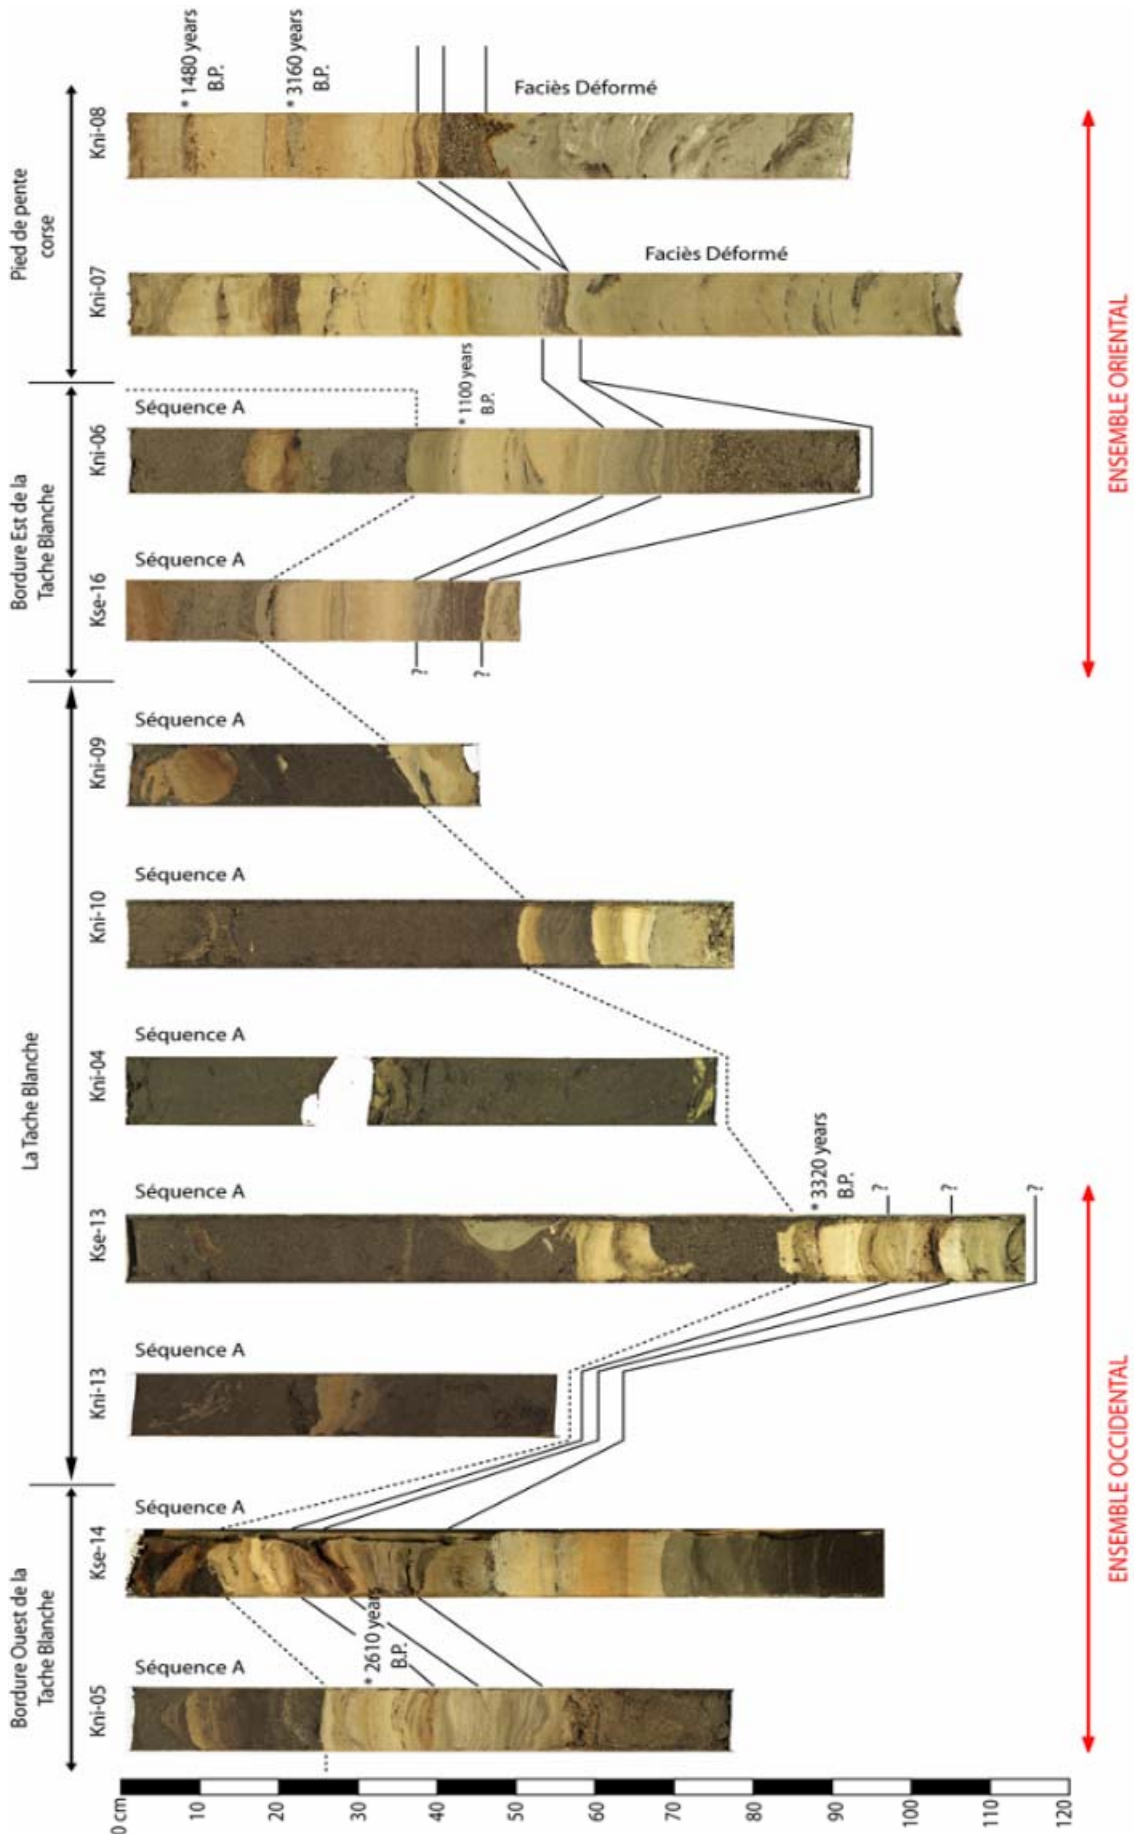 Pied de pente
corse
Kni-08
* 1480 years
B.P.
* 3160 years
B.P.
Faciès Déformé
Kni-07
Faciès Déformé
Bordure Est de la
Tache Blanche
Séquence A
Kni-06
* 1100 years
B.P.
Séquence A
Kse-16
?
?
ENSEMBLE ORIENTAL
La Tache Blanche
Séquence A
Kni-09
Séquence A
Kni-10
Séquence A
Kni-04
Séquence A
Kse-13
* 3320 years
B.P.
?
?
?
Séquence A
Kni-13
Bordure Ouest de la
Tache Blanche
Séquence A
Kse-14
* 2610 years
B.P.
Séquence A
Kni-05
ENSEMBLE OCCIDENTAL
0 cm
10
20
30
40
50
60
70
80
90
100
110
120